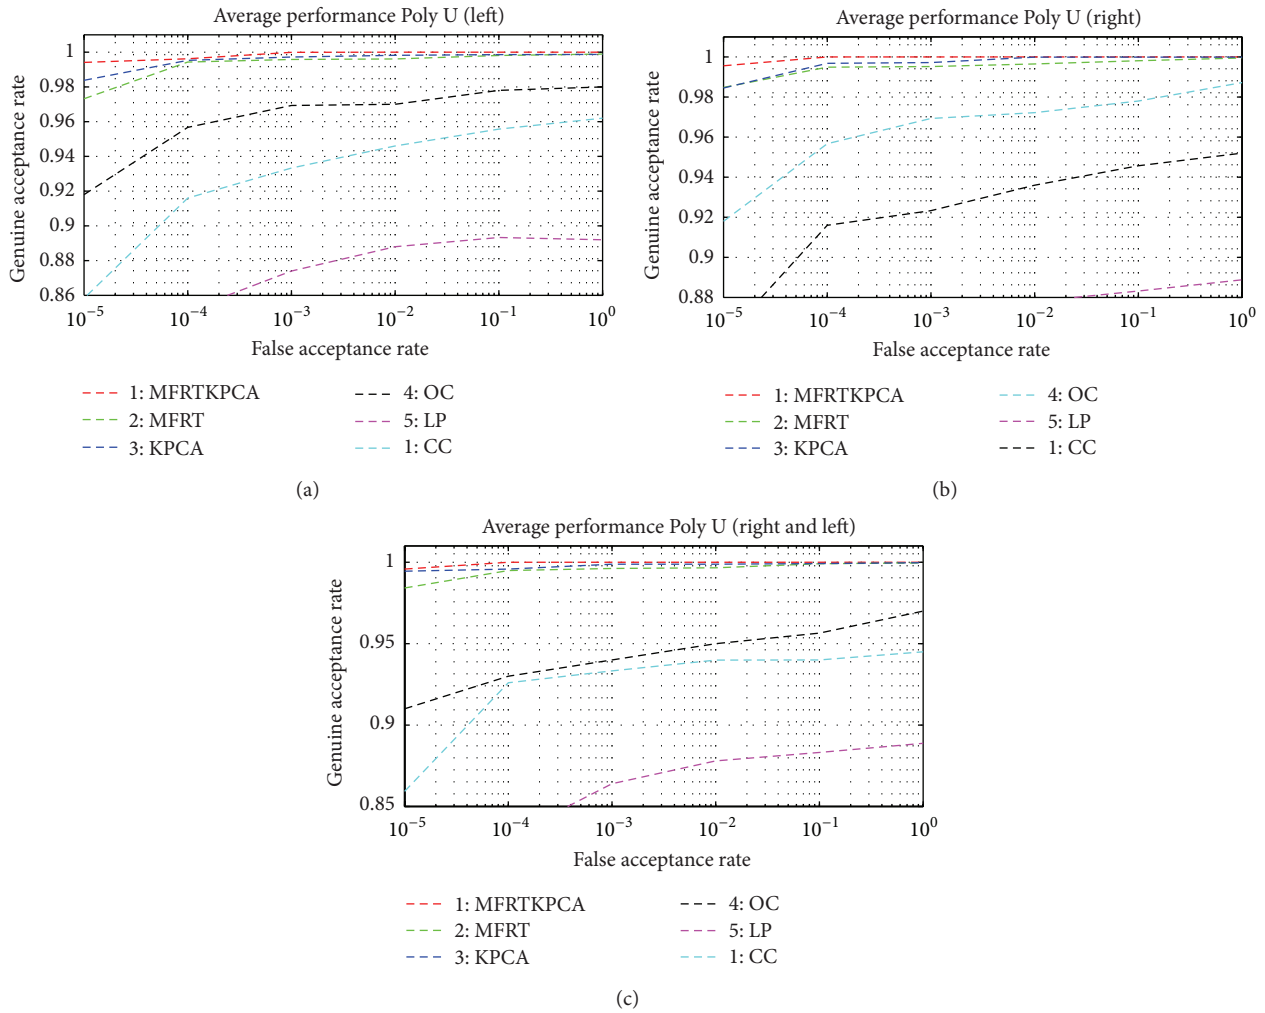 Average performance Poly U (left)
Genuine acceptance rate
1
0.98
0.96
0.94
0.92
0.9
0.88
0.86
10⁻⁵ 10⁻⁴ 10⁻³ 10⁻² 10⁻¹ 10⁰
False acceptance rate
1: MFRTKPCA
2: MFRT
3: KPCA
4: OC
5: LP
1: CC
(a)
Average performance Poly U (right)
Genuine acceptance rate
1
0.98
0.96
0.94
0.92
0.9
0.88
10⁻⁵ 10⁻⁴ 10⁻³ 10⁻² 10⁻¹ 10⁰
False acceptance rate
1: MFRTKPCA
2: MFRT
3: KPCA
4: OC
5: LP
1: CC
(b)
Average performance Poly U (right and left)
Genuine acceptance rate
1
0.95
0.9
0.85
10⁻⁵ 10⁻⁴ 10⁻³ 10⁻² 10⁻¹ 10⁰
False acceptance rate
1: MFRTKPCA
2: MFRT
3: KPCA
4: OC
5: LP
1: CC
(c)